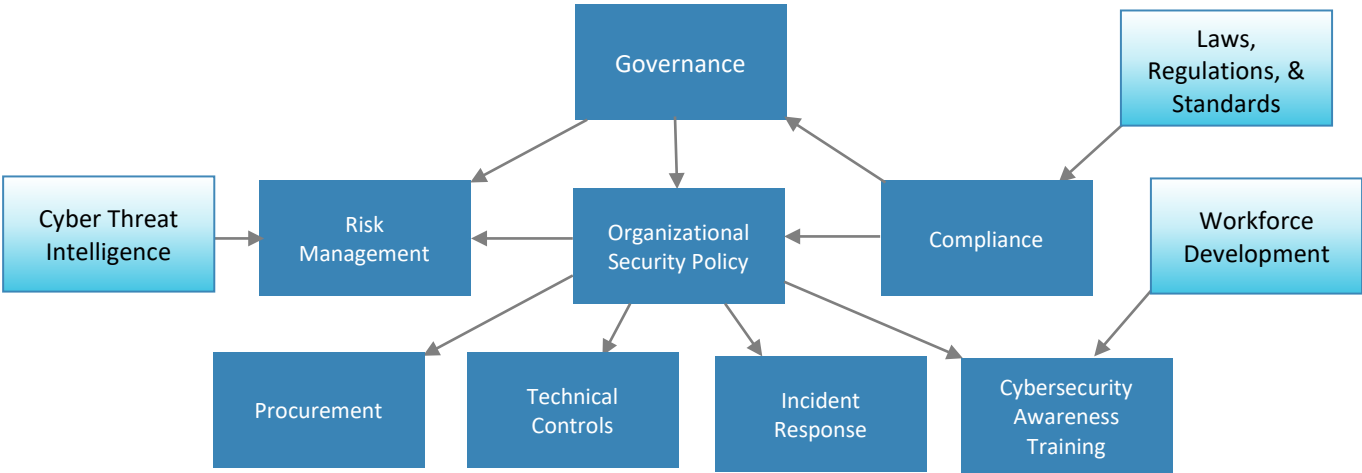 Governance
Laws,
Regulations, &
Standards
Cyber Threat
Intelligence
Risk
Management
Organizational
Security Policy
Compliance
Workforce
Development
Procurement
Technical
Controls
Incident
Response
Cybersecurity
Awareness
Training